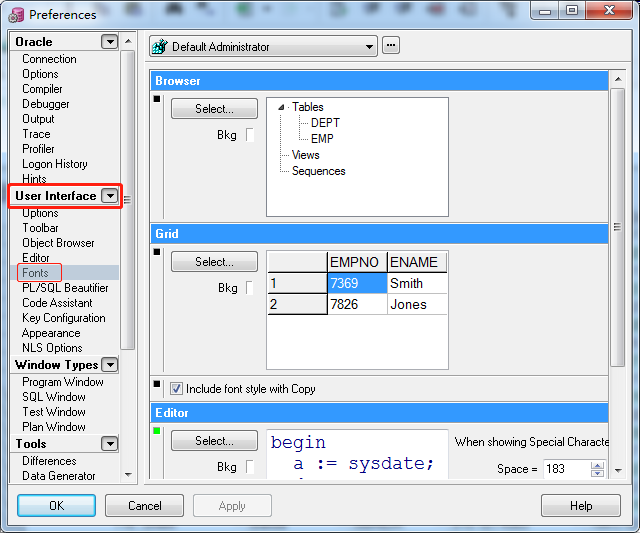 Preferences
Oracle
Connection
Options
Compiler
Debugger
Output
Trace
Profiler
Logon History
Hints
User Interface
Options
Toolbar
Object Browser
Editor
Fonts
PL/SQL Beautifier
Code Assistant
Key Configuration
Appearance
NLS Options
Window Types
Program Window
SQL Window
Test Window
Plan Window
Tools
Differences
Data Generator
Default Administrator
...
Browser
Select...
Bkg
Tables
DEPT
EMP
Views
Sequences
Grid
Select...
Bkg
EMPNO ENAME
1 7369 Smith
2 7826 Jones
Include font style with Copy
Editor
Select...
Bkg
begin
a := sysdate;
When showing Special Characte
Space = 183
OK Cancel Apply Help